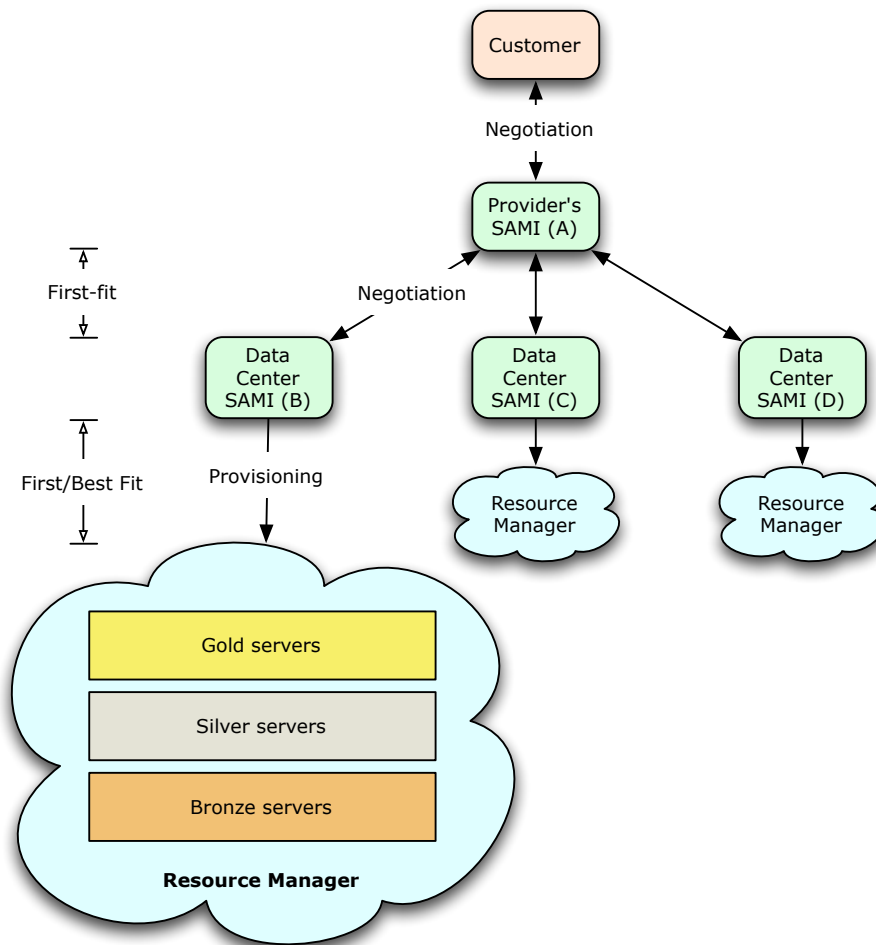 Customer
Negotiation
Provider's
SAMI (A)
First-fit
Negotiation
Data
Center
SAMI (B)
Data
Center
SAMI (C)
Data
Center
SAMI (D)
First/Best Fit
Provisioning
Resource
Manager
Resource
Manager
Gold servers
Silver servers
Bronze servers
Resource Manager